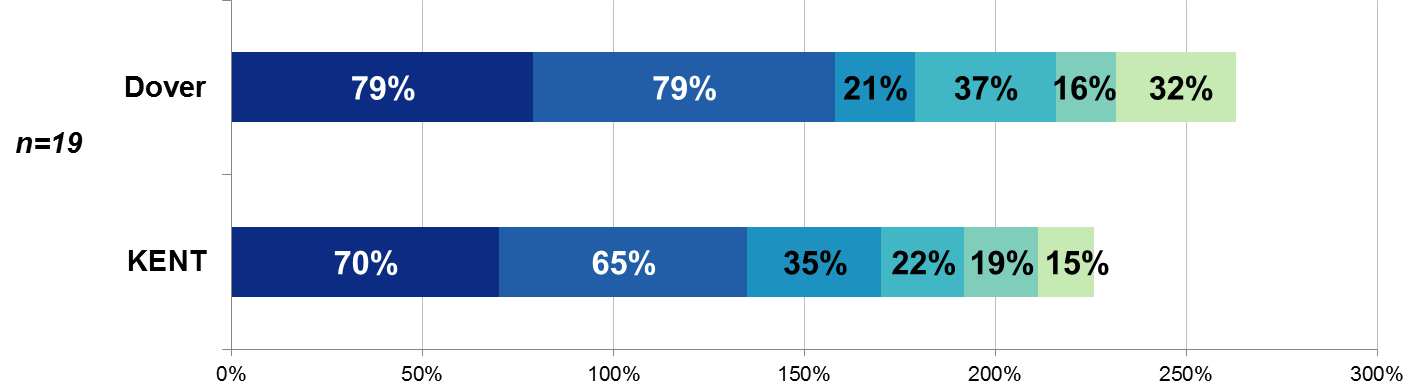 Dover
79% 79% 21% 37% 16% 32%
n=19
KENT
70% 65% 35% 22% 19% 15%
0% 50% 100% 150% 200% 250% 300%